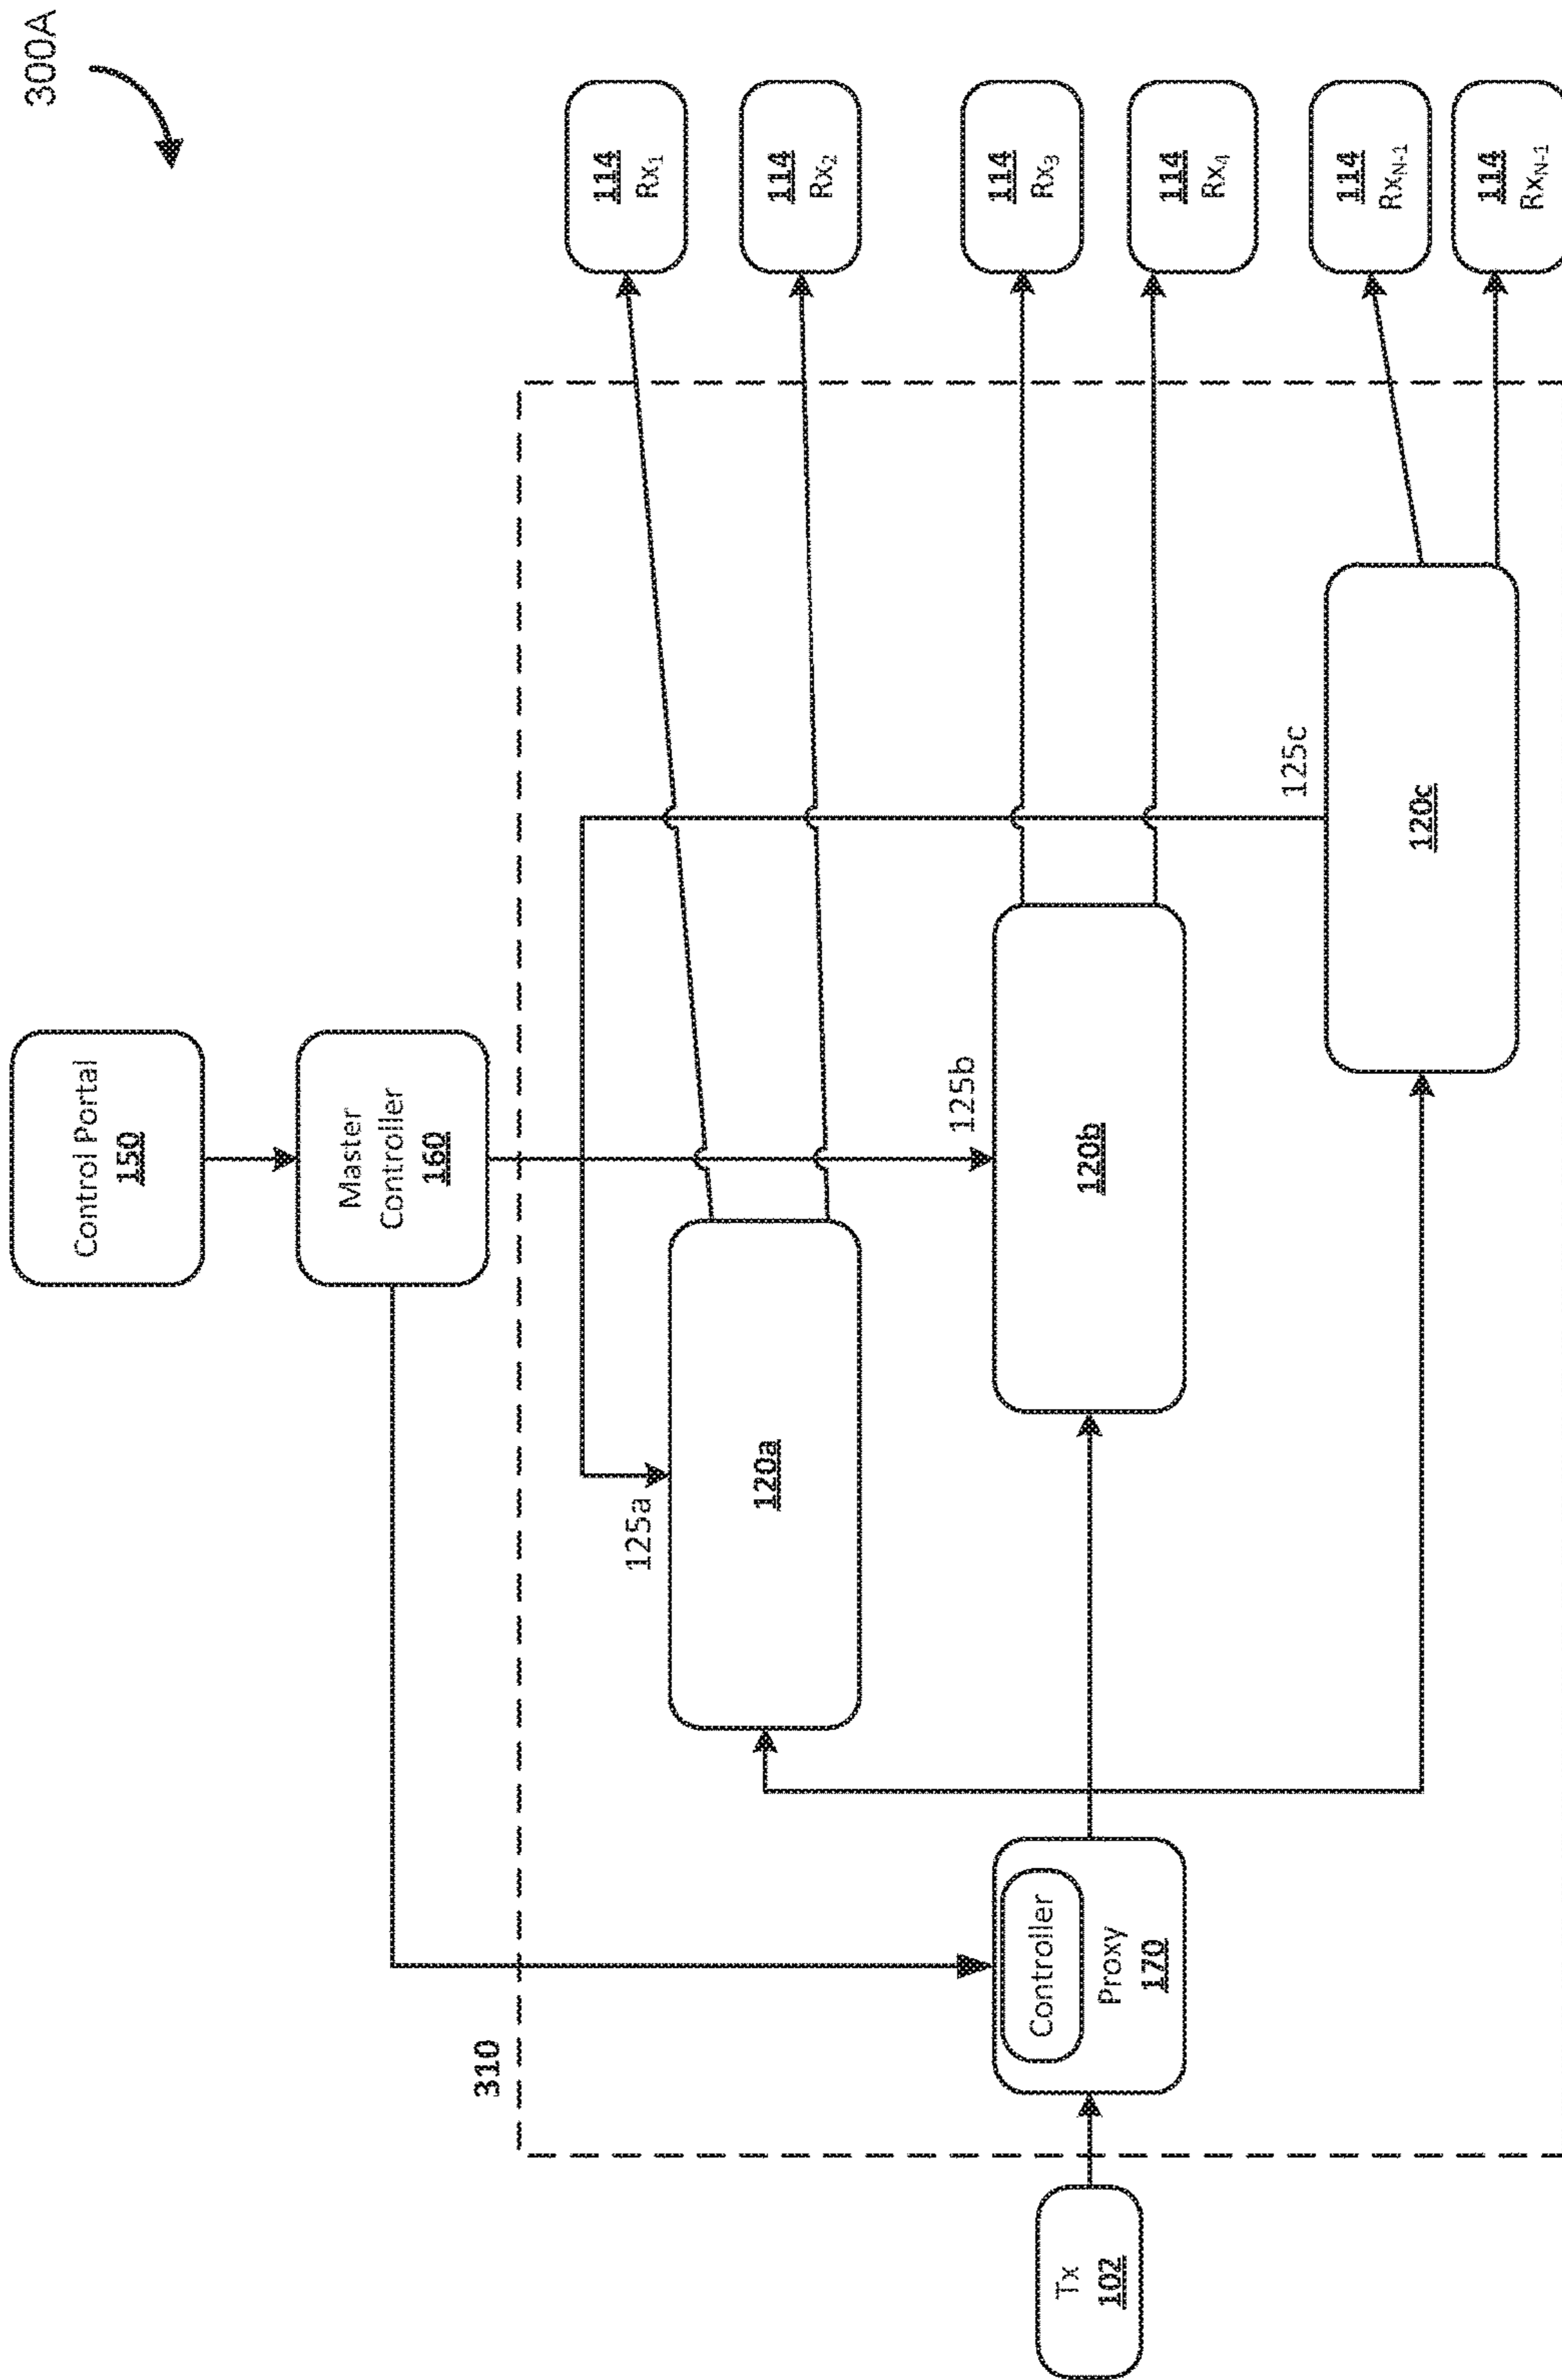 300A
Control Portal
150
Master
Controller
160
310
114
Rx1
114
Rx2
125a
120a
125b
120b
114
Rx3
114
Rx4
125c
120c
114
RxN-1
114
RxN-1
Controller
Proxy
170
Tx
102